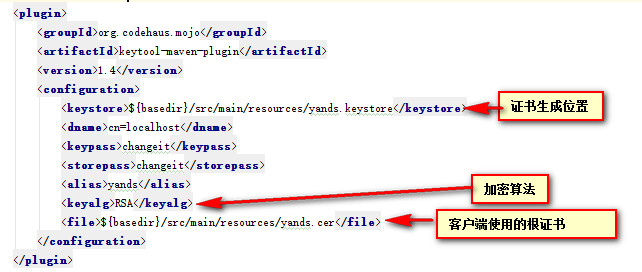 <plugin>
<groupId>org.codehaus.mojo</groupId>
<artifactId>keytool-maven-plugin</artifactId>
<version>1.4</version>
<configuration>
<keystore>${basedir}/src/main/resources/yands.keystore</keystore>
证书生成位置
<dname>cn=localhost</dname>
<keypass>changeit</keypass>
<storepass>changeit</storepass>
<alias>yands</alias>
<keyalg>RSA</keyalg>
加密算法
<file>${basedir}/src/main/resources/yands.cer</file>
客户端使用的根证书
</configuration>
</plugin>